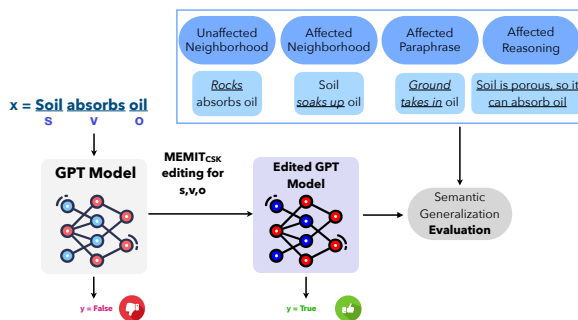 Unaffected Affected Affected Affected
Neighborhood Neighborhood Paraphrase Reasoning
Rocks Soil Ground Soil is porous, so it
absorbs oil soaks up oil takes in oil can absorb oil
x = Soil absorbs oil
s v o
GPT Model
MEMITCSK
editing for
s,v,o
Edited GPT
Model
Semantic
Generalization
Evaluation
y = False
y = True